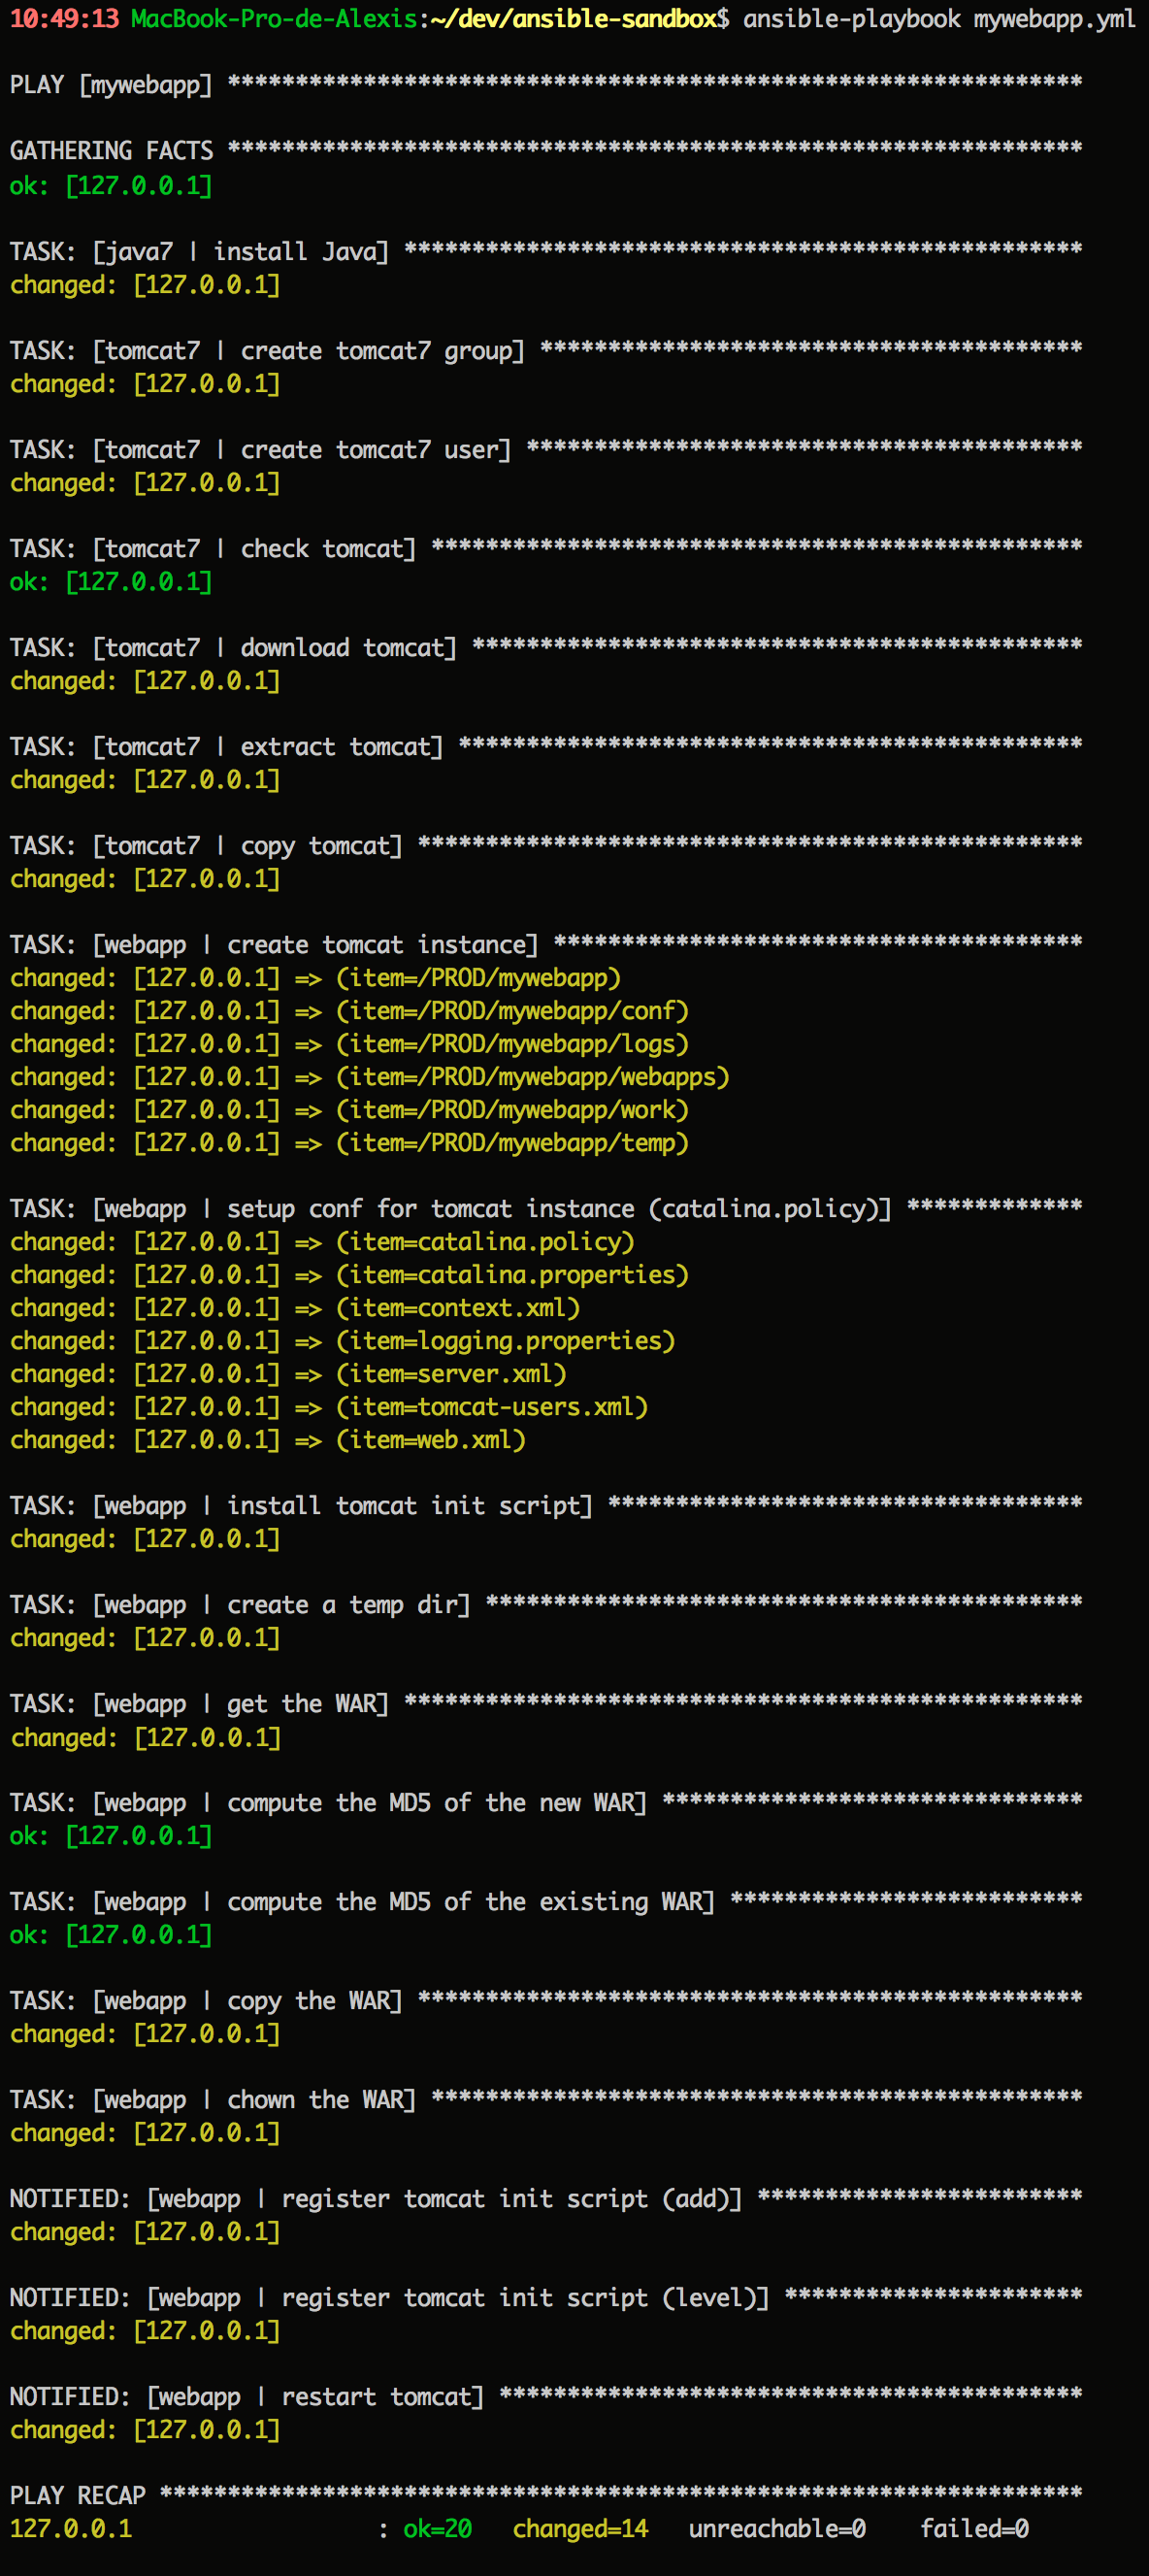 10:49:13 MacBook-Pro-de-Alexis:~/dev/ansible-sandbox$ ansible-playbook mywebapp.yml
PLAY [mywebapp] ***************************************************************
GATHERING FACTS ***************************************************************
ok: [127.0.0.1]
TASK: [java7 | install Java] **************************************************
changed: [127.0.0.1]
TASK: [tomcat7 | create tomcat7 group] ****************************************
changed: [127.0.0.1]
TASK: [tomcat7 | create tomcat7 user] *****************************************
changed: [127.0.0.1]
TASK: [tomcat7 | check tomcat] ************************************************
ok: [127.0.0.1]
TASK: [tomcat7 | download tomcat] *********************************************
changed: [127.0.0.1]
TASK: [tomcat7 | extract tomcat] **********************************************
changed: [127.0.0.1]
TASK: [tomcat7 | copy tomcat] *************************************************
changed: [127.0.0.1]
TASK: [webapp | create tomcat instance] ***************************************
changed: [127.0.0.1] => (item=/PROD/mywebapp)
changed: [127.0.0.1] => (item=/PROD/mywebapp/conf)
changed: [127.0.0.1] => (item=/PROD/mywebapp/logs)
changed: [127.0.0.1] => (item=/PROD/mywebapp/webapps)
changed: [127.0.0.1] => (item=/PROD/mywebapp/work)
changed: [127.0.0.1] => (item=/PROD/mywebapp/temp)
TASK: [webapp | setup conf for tomcat instance (catalina.policy)] *************
changed: [127.0.0.1] => (item=catalina.policy)
changed: [127.0.0.1] => (item=catalina.properties)
changed: [127.0.0.1] => (item=context.xml)
changed: [127.0.0.1] => (item=logging.properties)
changed: [127.0.0.1] => (item=server.xml)
changed: [127.0.0.1] => (item=tomcat-users.xml)
changed: [127.0.0.1] => (item=web.xml)
TASK: [webapp | install tomcat init script] ***********************************
changed: [127.0.0.1]
TASK: [webapp | create a temp dir] ********************************************
changed: [127.0.0.1]
TASK: [webapp | get the WAR] **************************************************
changed: [127.0.0.1]
TASK: [webapp | compute the MD5 of the new WAR] *******************************
ok: [127.0.0.1]
TASK: [webapp | compute the MD5 of the existing WAR] **************************
ok: [127.0.0.1]
TASK: [webapp | copy the WAR] *************************************************
changed: [127.0.0.1]
TASK: [webapp | chown the WAR] ************************************************
changed: [127.0.0.1]
NOTIFIED: [webapp | register tomcat init script (add)] ************************
changed: [127.0.0.1]
NOTIFIED: [webapp | register tomcat init script (level)] **********************
changed: [127.0.0.1]
NOTIFIED: [webapp | restart tomcat] *******************************************
changed: [127.0.0.1]
PLAY RECAP ********************************************************************
127.0.0.1                  : ok=20   changed=14   unreachable=0    failed=0